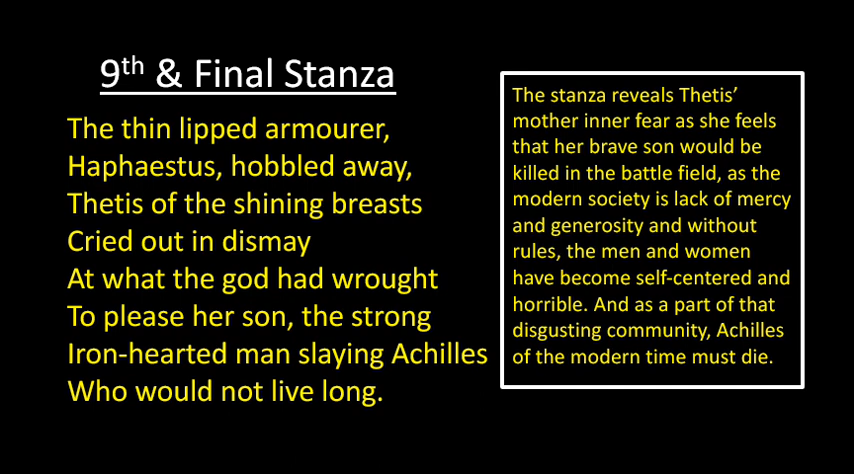 9th & Final Stanza
The thin lipped armourer,
Haphaestus, hobbled away,
Thetis of the shining breasts
Cried out in dismay
At what the god had wrought
To please her son, the strong
Iron-hearted man slaying Achilles
Who would not live long.
The stanza reveals Thetis’
mother inner fear as she feels
that her brave son would be
killed in the battle field, as the
modern society is lack of mercy
and generosity and without
rules, the men and women
have become self-centered and
horrible. And as a part of that
disgusting community, Achilles
of the modern time must die.